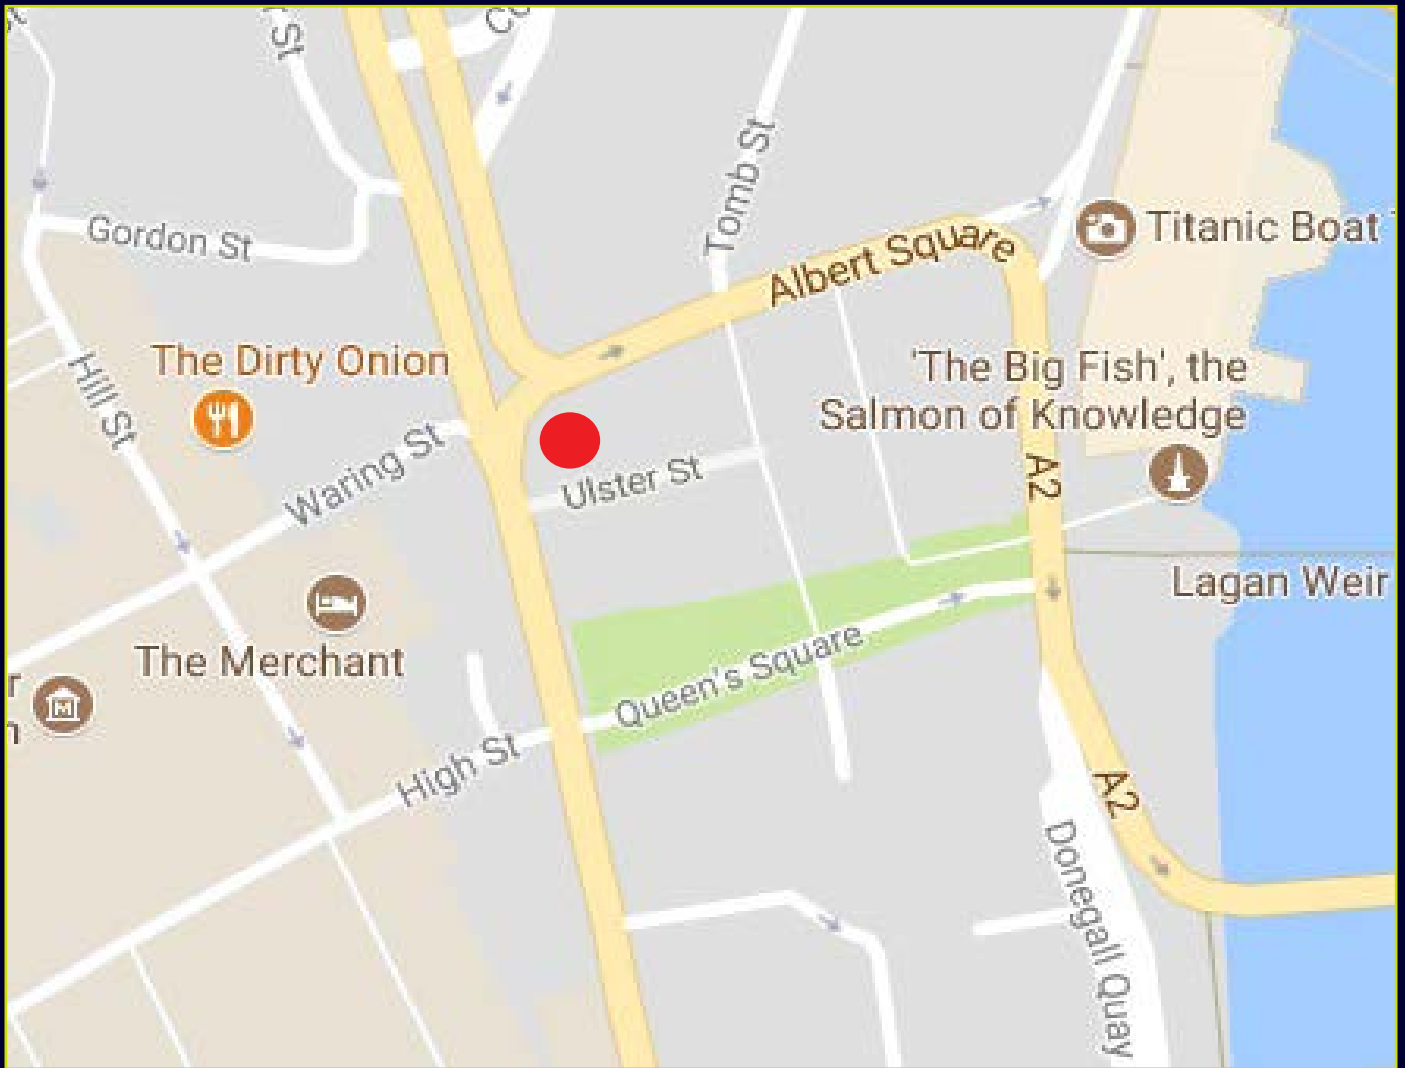 St
Tomb St
Gordon St
Albert Square
Titanic Boat
The Dirty Onion
Hill St
'The Big Fish', the
Salmon of Knowledge
Waring St
Ulster St
A2
Lagan Weir
The Merchant
Queen's Square
High St
A2
Donegall Quay